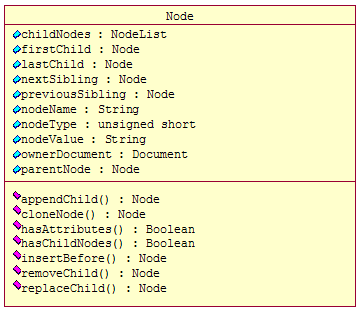 Node
childNodes : NodeList
firstChild : Node
lastChild : Node
nextSibling : Node
previousSibling : Node
nodeName : String
nodeType : unsigned short
nodeValue : String
ownerDocument : Document
parentNode : Node
appendChild() : Node
cloneNode() : Node
hasAttributes() : Boolean
hasChildNodes() : Boolean
insertBefore() : Node
removeChild() : Node
replaceChild() : Node